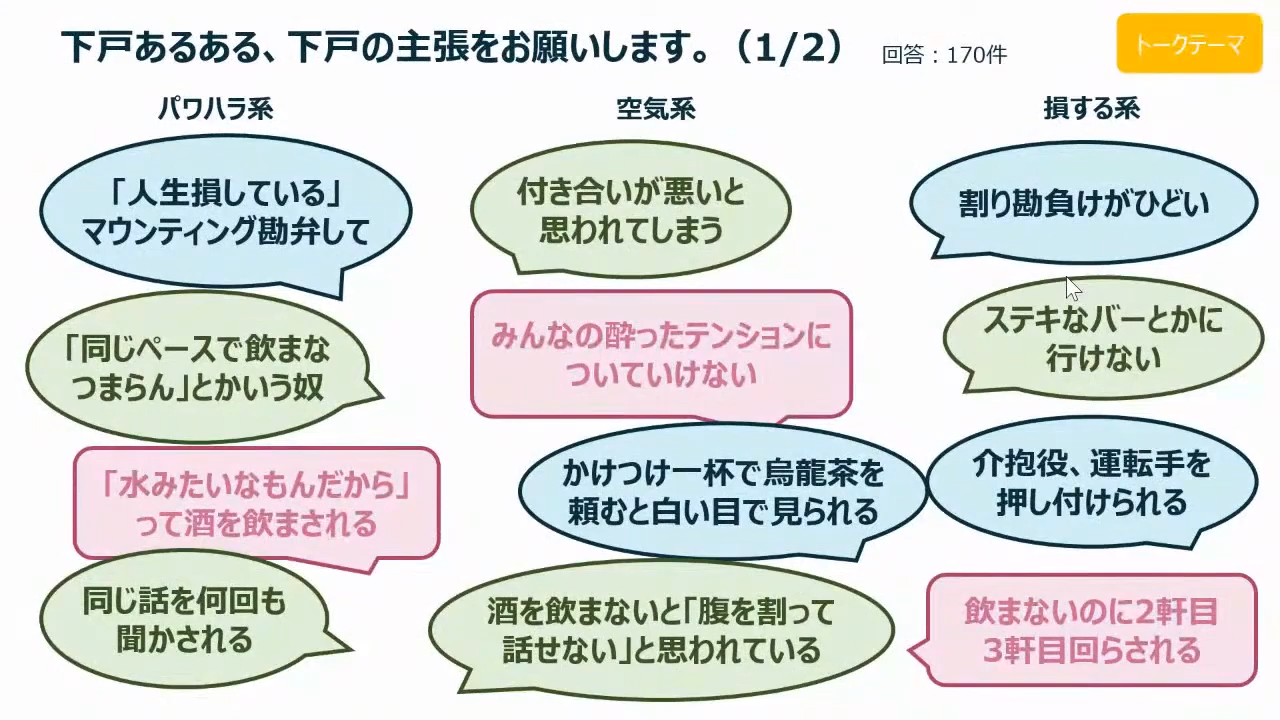 下戸あるある、下戸の主張をお願いします。（1/2）
回答：170件
トークテーマ
パワハラ系
「人生損している」
マウンティング勘弁して
「同じペースで飲まな
つまらん」とかいう奴
「水みたいなもんだから」
って酒を飲まされる
同じ話を何回も
聞かされる
空気系
付き合いが悪いと
思われてしまう
みんなの酔ったテンションに
ついていけない
かけつけ一杯で烏龍茶を
頼むと白い目で見られる
酒を飲まないと「腹を割って
話せない」と思われている
損する系
割り勘負けがひどい
ステキなバーとかに
行けない
介抱役、運転手を
押し付けられる
飲まないのに２軒目
３軒目回らされる